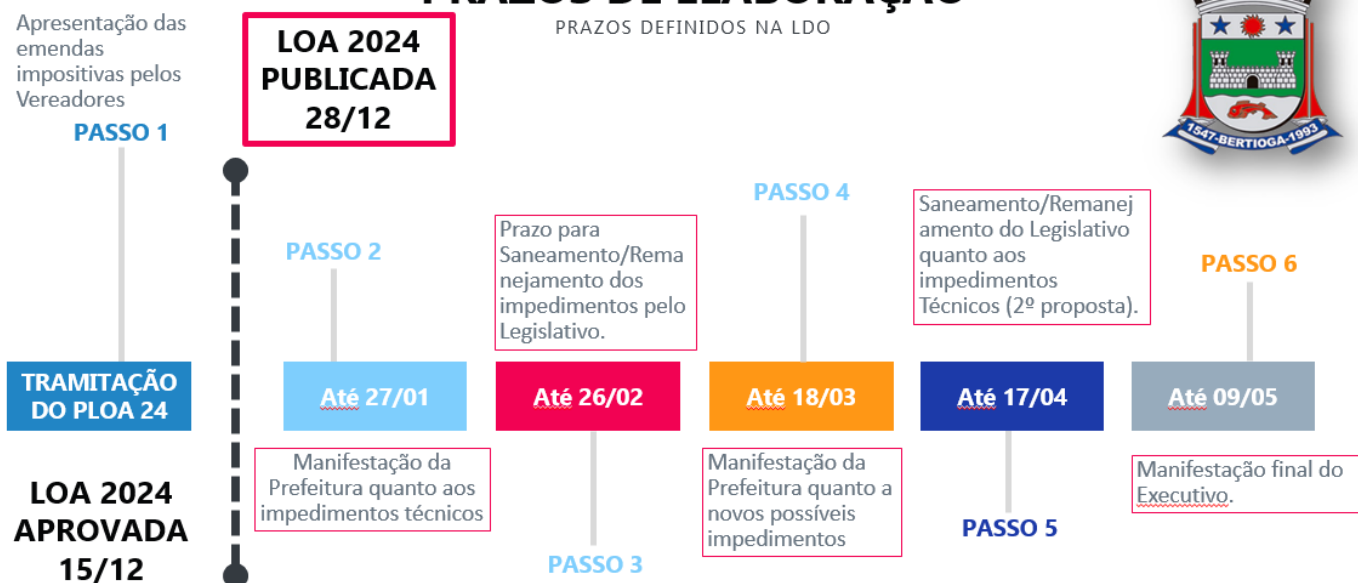 PRAZOS DE ELABORAÇÃO
PRAZOS DEFINIDOS NA LDO
Apresentação das
emendas
impositivas pelos
Vereadores
PASSO 1
LOA 2024
PUBLICADA
28/12
1547-BERTIOGA-1993
PASSO 2
Prazo para
Saneamento/Rema
nejamento dos
impedimentos pelo
Legislativo.
PASSO 4
Saneamento/Remanej
amento do Legislativo
quanto aos
impedimentos
Técnicos (2º proposta).
PASSO 6
TRAMITAÇÃO
DO PLOA 24
Até 27/01
Até 26/02
Até 18/03
Até 17/04
Até 09/05
LOA 2024
APROVADA
15/12
Manifestação da
Prefeitura quanto aos
impedimentos técnicos
PASSO 3
Manifestação da
Prefeitura quanto a
novos possíveis
impedimentos
PASSO 5
Manifestação final do
Executivo.